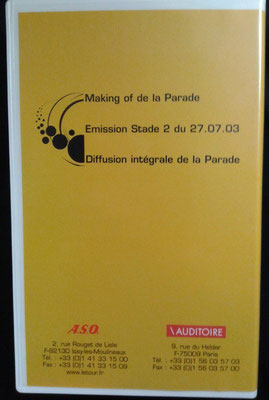 Making of de la Parade
Emission Stade 2 du 27.07.03
Diffusion intégrale de la Parade
A.S.O.
2, rue Rouget de Lisle
F-92130 Issy-les-Moulineaux
Tél. : +33 (0)1 41 33 15 00
Fax : +33 (0)1 41 33 15 09
www.letour.fr
AUDITOIRE
9, rue du Helder
F-75009 Paris
Tél : +33 (0)1 56 03 57 03
Fax : +33 (0)1 56 03 57 00